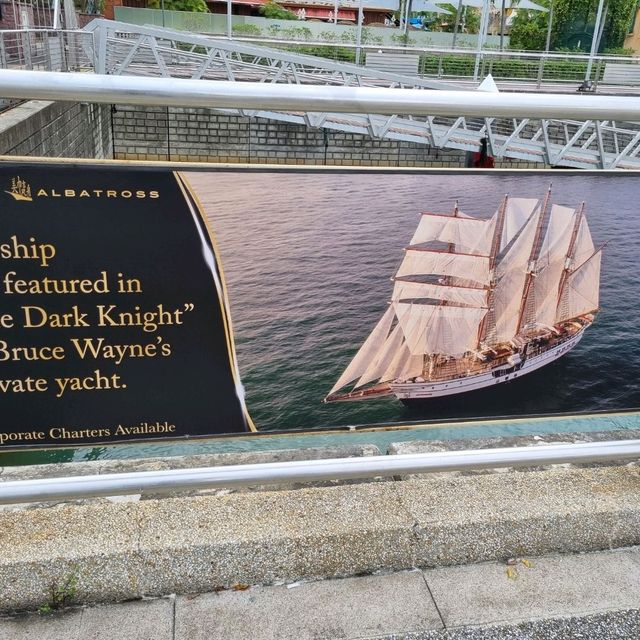 ALBATROSS
ship
featured in
e Dark Knight”
Bruce Wayne’s
vate yacht.
porate Charters Available